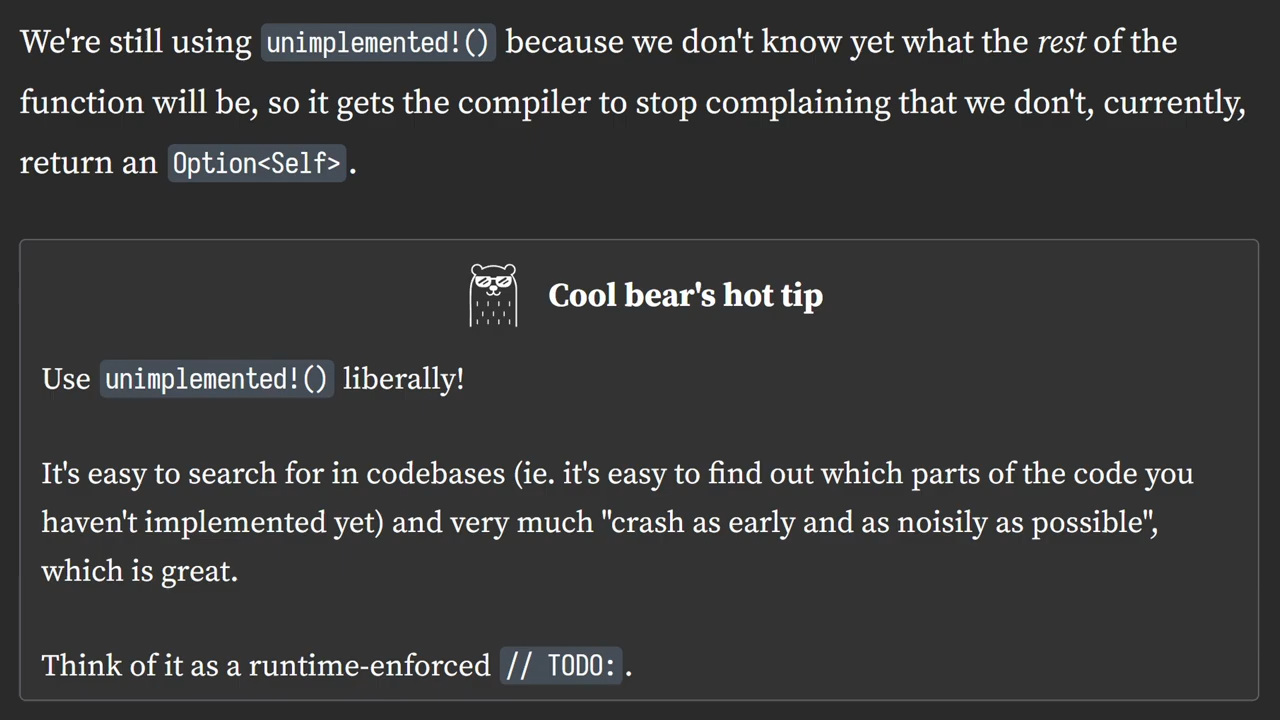 We're still using unimplemented!() because we don't know yet what the rest of the
function will be, so it gets the compiler to stop complaining that we don't, currently,
return an Option<Self>.
Cool bear's hot tip
Use unimplemented!() liberally!
It's easy to search for in codebases (ie. it's easy to find out which parts of the code you
haven't implemented yet) and very much "crash as early and as noisily as possible",
which is great.
Think of it as a runtime-enforced // TODO:.